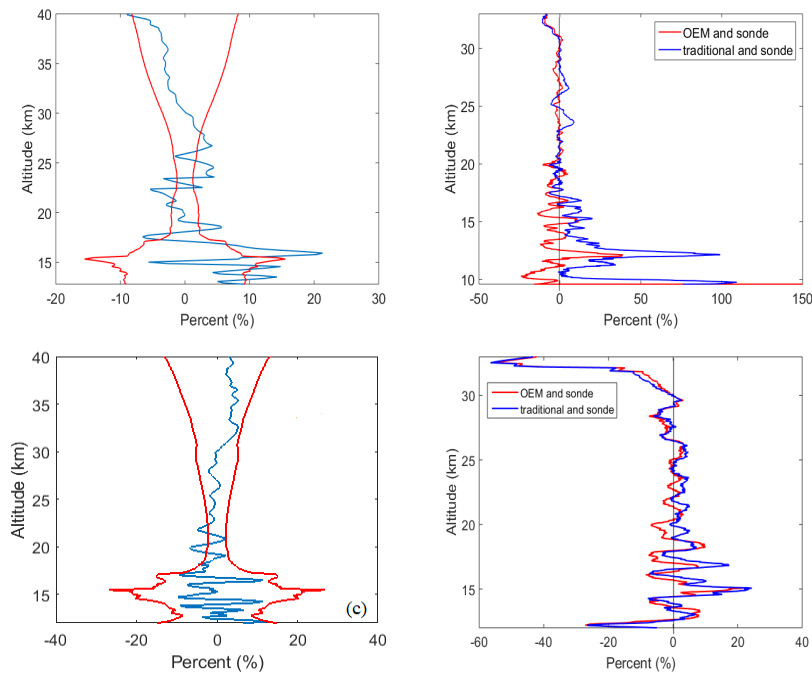 40
35
30
25
20
15
Altitude (km)
-20 -10 0 10 20 30
Percent (%)
30
25
20
15
10
Altitude (km)
OEM and sonde
traditional and sonde
-50 0 50 100 150
Percent (%)
40
35
30
25
20
15
Altitude (km)
(c)
-40 -20 0 20 40
Percent (%)
30
25
20
15
Altitude (km)
OEM and sonde
traditional and sonde
-60 -40 -20 0 20 40
Percent (%)